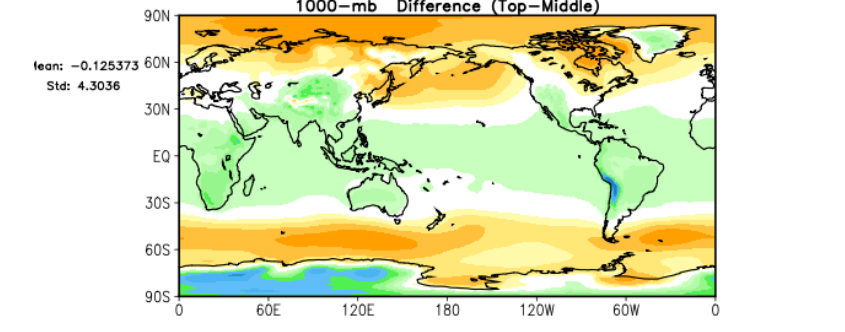 1000-mb Difference (Top-Middle)
90N
60N
30N
EQ
30S
60S
90S
-0.125373
Std: 4.3036
0
60E
120E
180
120W
60W
0